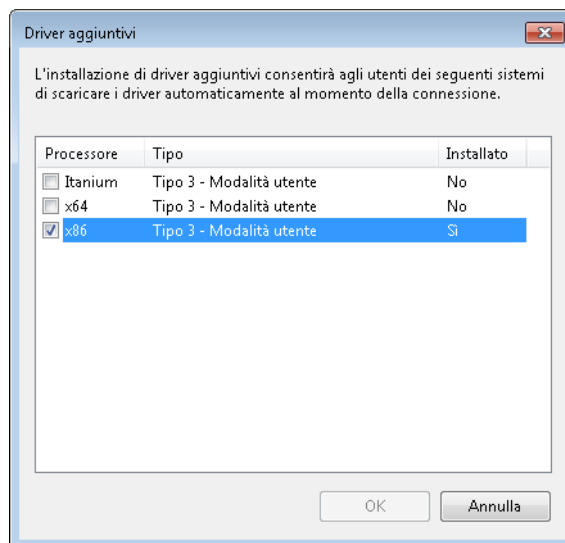 Driver aggiuntivi
L'installazione di driver aggiuntivi consentirà agli utenti dei seguenti sistemi
di scaricare i driver automaticamente al momento della connessione.
Processore Tipo Installato
Itanium Tipo 3 - Modalità utente No
x64 Tipo 3 - Modalità utente No
x86 Tipo 3 - Modalità utente Sì
OK Annulla